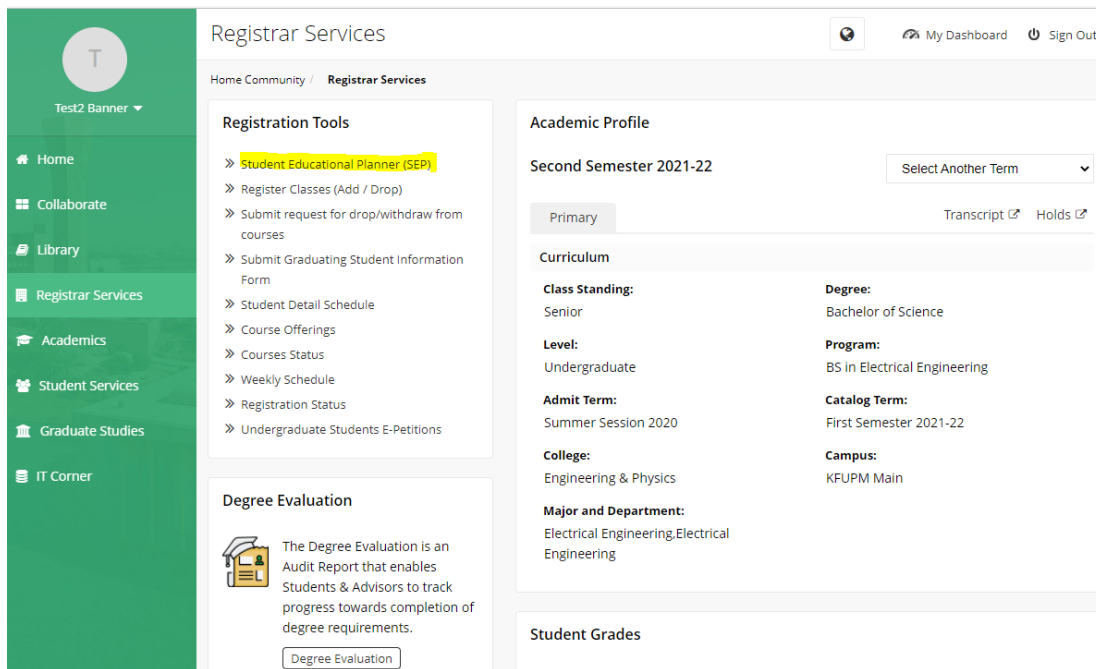 T
Test2 Banner
Home
Collaborate
Library
Registrar Services
Academics
Student Services
Graduate Studies
IT Corner
Registrar Services
My Dashboard
Sign Out
Home Community / Registrar Services
Registration Tools
Student Educational Planner (SEP)
Register Classes (Add / Drop)
Submit request for drop/withdraw from
courses
Submit Graduating Student Information
Form
Student Detail Schedule
Course Offerings
Courses Status
Weekly Schedule
Registration Status
Undergraduate Students E-Petitions
Degree Evaluation
The Degree Evaluation is an
Audit Report that enables
Students & Advisors to track
progress towards completion of
degree requirements.
Degree Evaluation
Academic Profile
Second Semester 2021-22
Select Another Term
Primary
Transcript
Holds
Curriculum
Class Standing:
Senior
Degree:
Bachelor of Science
Level:
Undergraduate
Program:
BS in Electrical Engineering
Admit Term:
Summer Session 2020
Catalog Term:
First Semester 2021-22
College:
Engineering & Physics
Campus:
KFUPM Main
Major and Department:
Electrical Engineering,Electrical
Engineering
Student Grades